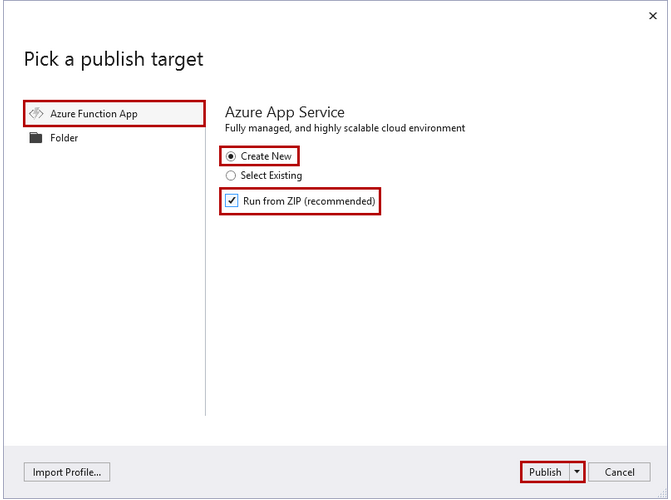 Pick a publish target
Azure Function App
Folder
Azure App Service
Fully managed, and highly scalable cloud environment
Create New
Select Existing
Run from ZIP (recommended)
Import Profile...
Publish
Cancel